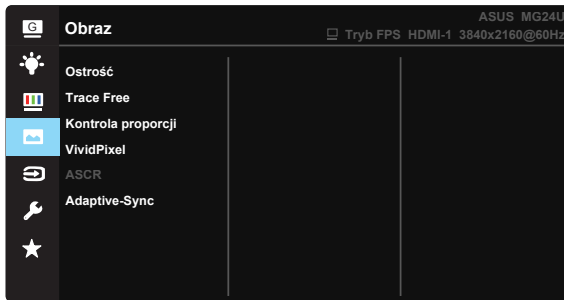 G
Obraz
ASUS MG24U
Tryb FPS HDMI-1 3840x2160@60Hz
Ostrość
Trace Free
Kontrola proporcji
VividPixel
ASCR
Adaptive-Sync